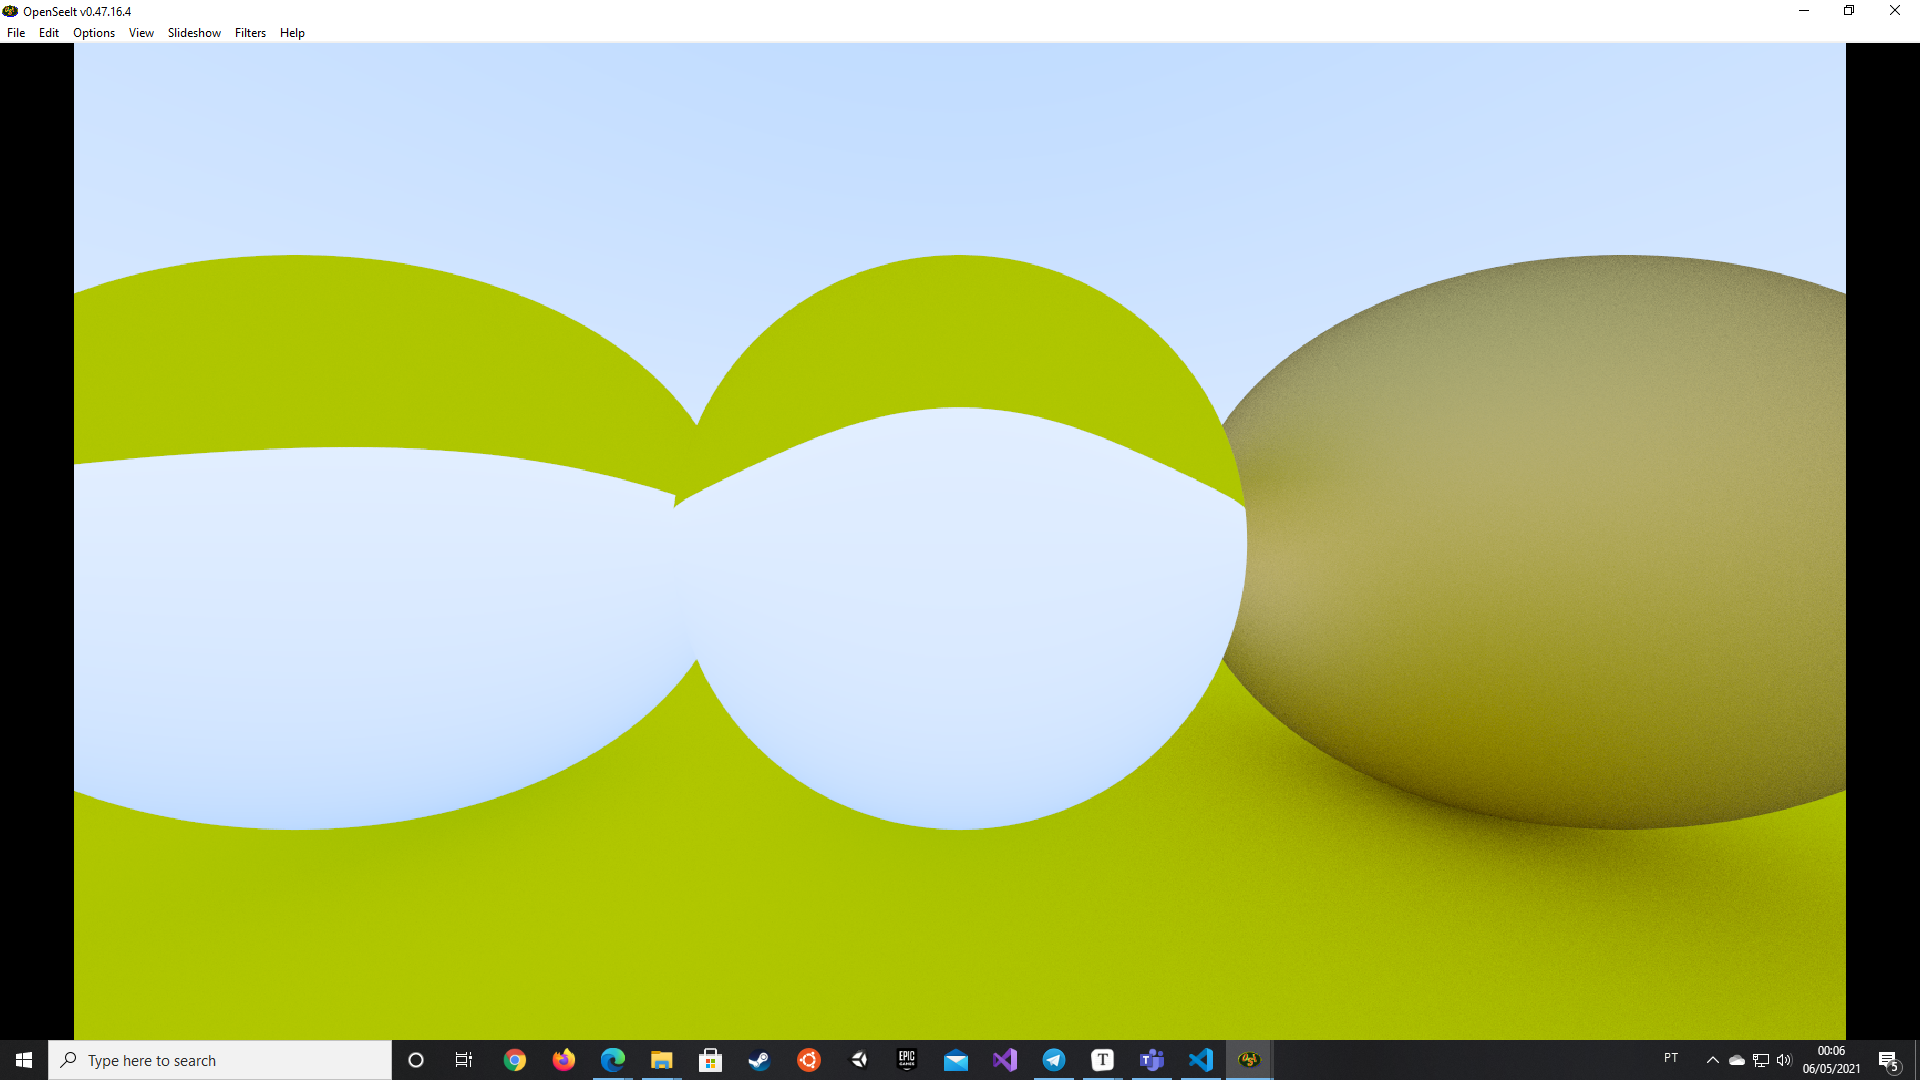 OpenSeeIt v0.47.16.4
File Edit Options View Slideshow Filters Help
Type here to search
EPIC GAMES
T
T
PT
00:06
06/05/2021
5